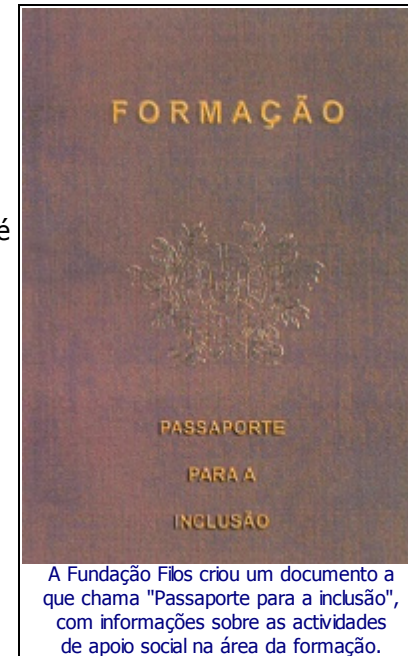 FORMAÇÃO
é
PASSAPORTE
PARA A
INCLUSÃO
A Fundação Filos criou um documento a
que chama "Passaporte para a inclusão",
com informações sobre as actividades
de apoio social na área da formação.